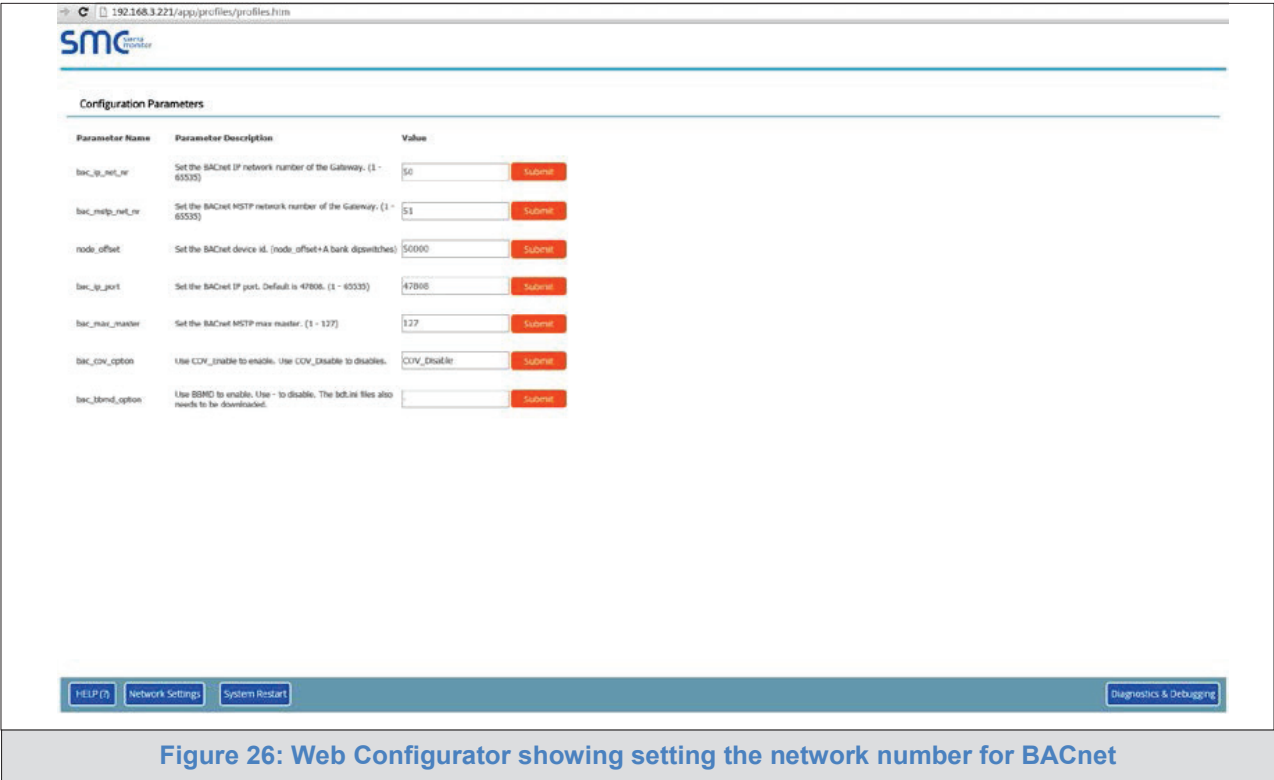 192.168.3.221/app/profiles/profiles.htm
SMC sierra monitor
Configuration Parameters
Parameter Name Parameter Description Value
bac_ip_net_nr Set the BACnet IP network number of the Gateway. (1 - 65535) 50 Submit
bac_mstp_net_nr Set the BACnet MSTP network number of the Gateway. (1 - 65535) 51 Submit
node_offset Set the BACnet device id. (node_offset+A bank dipswitches) 50000 Submit
bac_ip_port Set the BACnet IP port. Default is 47808. (1 - 65535) 47808 Submit
bac_max_master Set the BACnet MSTP max master. (1 - 127) 127 Submit
bac_cov_option Use COV_Enable to enable. Use COV_Disable to disables. COV_Disable Submit
bac_bbmd_option Use BBMD to enable. Use - to disable. The bdt.ini files also needs to be downloaded. - Submit
HELP (?) Network Settings System Restart Diagnostics & Debugging
Figure 26: Web Configurator showing setting the network number for BACnet